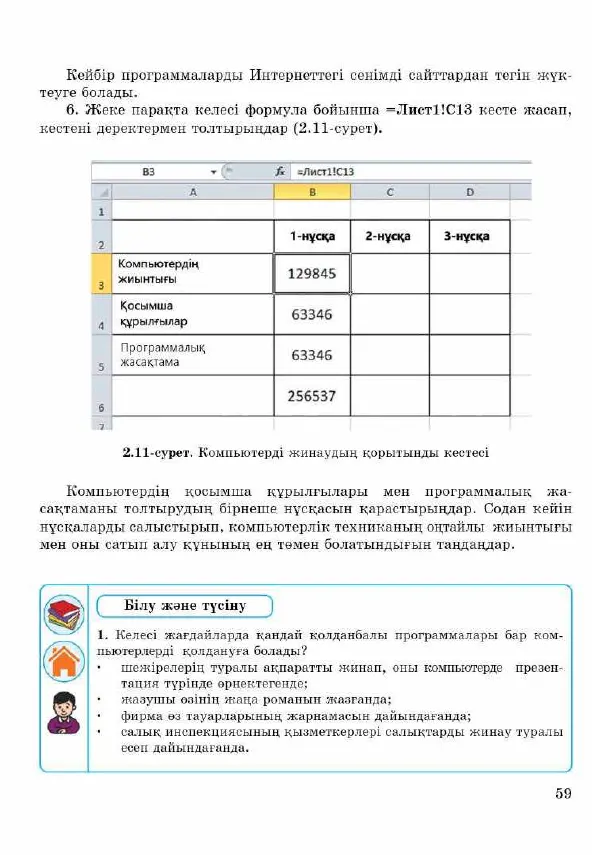 Кейбір программаларды Интернеттегі сенімді сайттардан тегін жүк-
теуге болады.
6. Жеке парақта келесі формула бойынша =Лист1!С13 кесте жасап,
кестені деректермен толтырыңдар (2.11-сурет).
B3 fx =Лист1!C13
A B C D
1
2 1-нұсқа 2-нұсқа 3-нұсқа
Компьютердің
3 жиынтығы 129845
Қосымша
4 құрылғылар 63346
Программалық
5 жасақтама 63346
6 256537
7
2.11-сурет. Компьютерді жинаудың қорытынды кестесі
Компьютердің қосымша құрылғылары мен программалық жа-
сақтаманы толтырудың бірнеше нұсқасын қарастырыңдар. Содан кейін
нұсқаларды салыстырып, компьютерлік техниканың оңтайлы жиынтығы
мен оны сатып алу құнының ең төмен болатындығын таңдаңдар.
Білу және түсіну
1. Келесі жағдайларда қандай қолданбалы программалары бар ком-
пьютерлерді қолдануға болады?
• шежірелерің туралы ақпаратты жинап, оны компьютерде презен-
тация түрінде өрнектегенде;
• жазушы өзінің жаңа романын жазғанда;
• фирма өз тауарларының жарнамасын дайындағанда;
• салық инспекциясының қызметкерлері салықтарды жинау туралы
есеп дайындағанда.
59